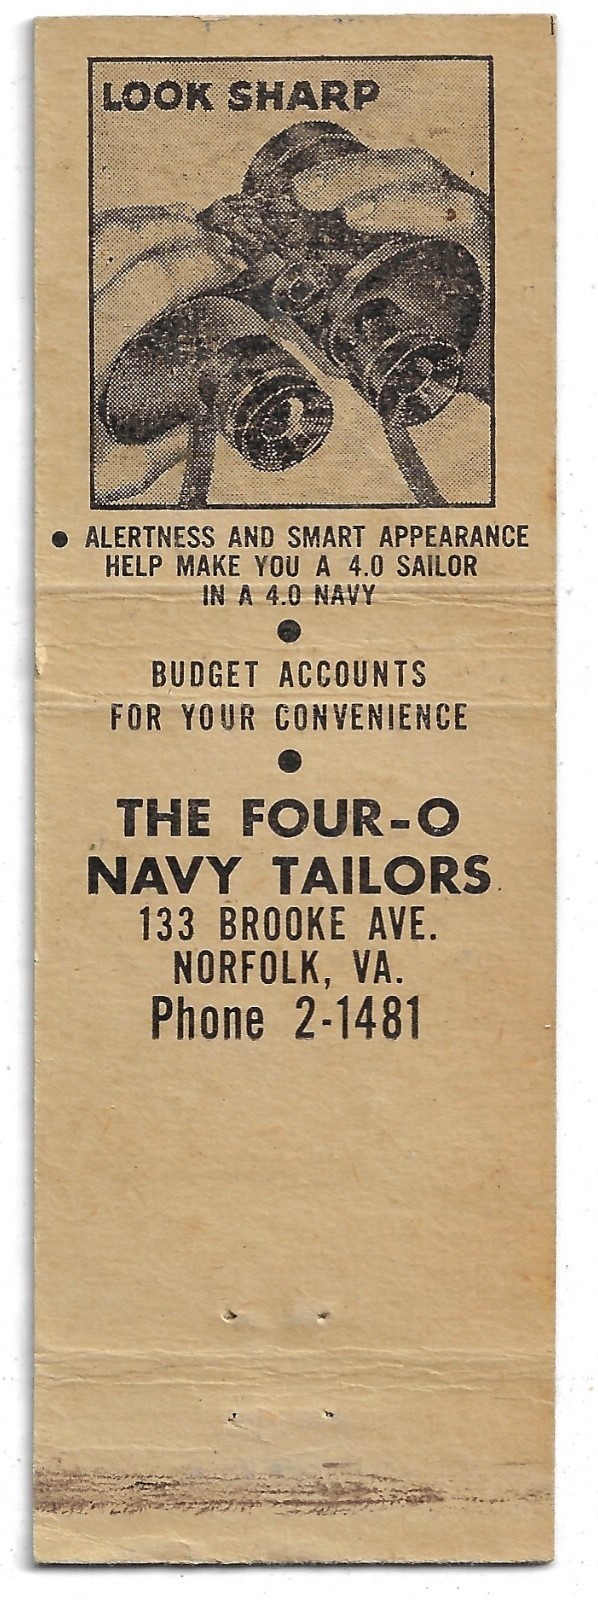 LOOK SHARP
● ALERTNESS AND SMART APPEARANCE
HELP MAKE YOU A 4.0 SAILOR
IN A 4.0 NAVY
●
BUDGET ACCOUNTS
FOR YOUR CONVENIENCE
●
THE FOUR-O
NAVY TAILORS
133 BROOKE AVE.
NORFOLK, VA.
Phone 2-1481